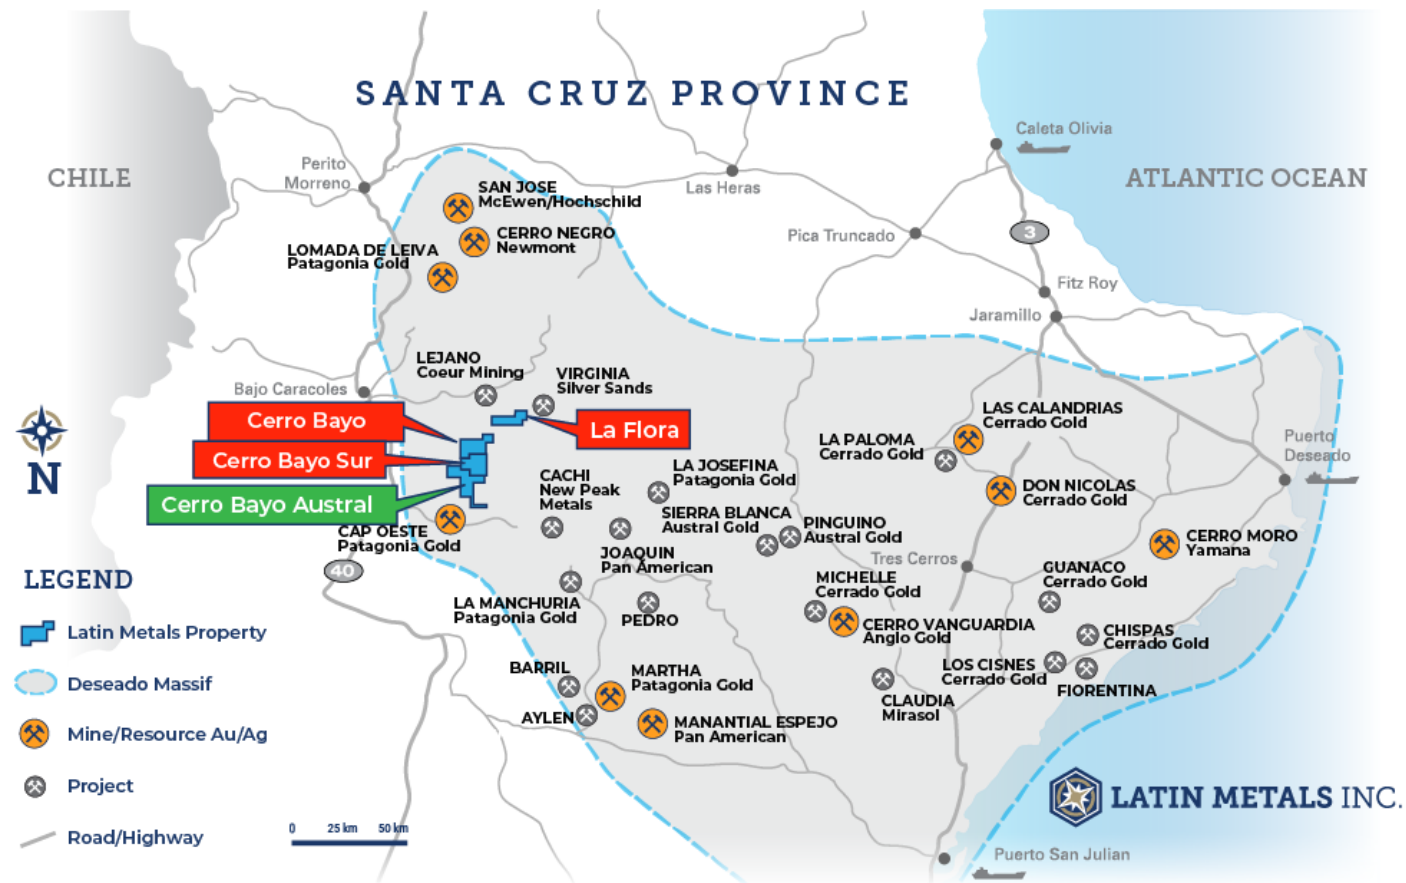 SANTA CRUZ PROVINCE
CHILE
ATLANTIC OCEAN
Caleta Olivia
Perito
Moreno
Las Heras
Pica Truncado
3
Fitz Roy
Jaramillo
SAN JOSE
McEwen/Hochschild
CERRO NEGRO
Newmont
LOMADA DE LEIVA
Patagonia Gold
LEJANO
Coeur Mining
VIRGINIA
Silver Sands
Bajo Caracoles
Cerro Bayo
La Flora
Cerro Bayo Sur
Cerro Bayo Austral
N
CAP OESTE
Patagonia Gold
40
CACHI
New Peak
Metals
LA JOSEFINA
Patagonia Gold
SIERRA BLANCA
Austral Gold
PINGUINO
Austral Gold
JOAQUIN
Pan American
LA PALOMA
Cerrado Gold
LAS CALANDRIAS
Cerrado Gold
DON NICOLAS
Cerrado Gold
Puerto
Deseado
CERRO MORO
Yamana
Tres Cerros
GUANACO
Cerrado Gold
MICHELLE
Cerrado Gold
CERRO VANGUARDIA
Anglo Gold
LA MANCHURIA
Patagonia Gold
PEDRO
CHISPAS
Cerrado Gold
LOS CISNES
Cerrado Gold
FIORENTINA
CLAUDIA
Mirasol
BARRIL
MARTHA
Patagonia Gold
AYLEN
MANANTIAL ESPEJO
Pan American
LEGEND
Latin Metals Property
Deseado Massif
Mine/Resource Au/Ag
Project
Road/Highway
0 25 km 50 km
LATIN METALS INC.
Puerto San Julian